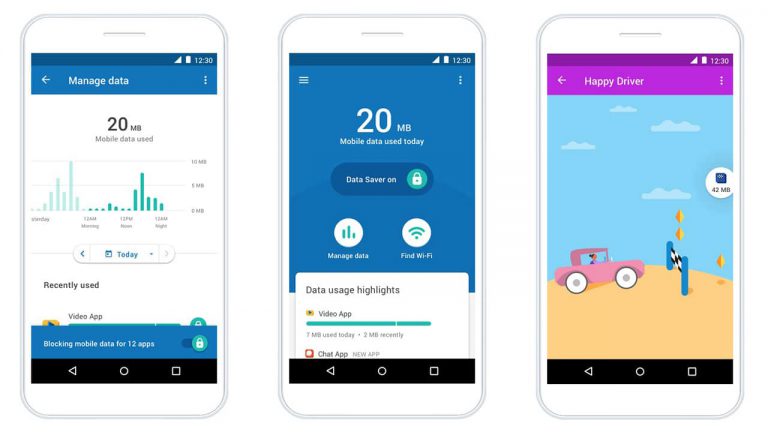 12:30
Manage data
20 MB
Mobile data used
10 MB
5 MB
0 MB
12AM 12PM 12AM
Morning Noon Night
Today
Recently used
Video App
Blocking mobile data for 12 apps
12:30
20 MB
Mobile data used today
Data Saver on
Manage data Find Wi-Fi
Data usage highlights
Video App
7 MB used today • 2 MB recently
Chat App NEW APP
12:30
Happy Driver
42 MB